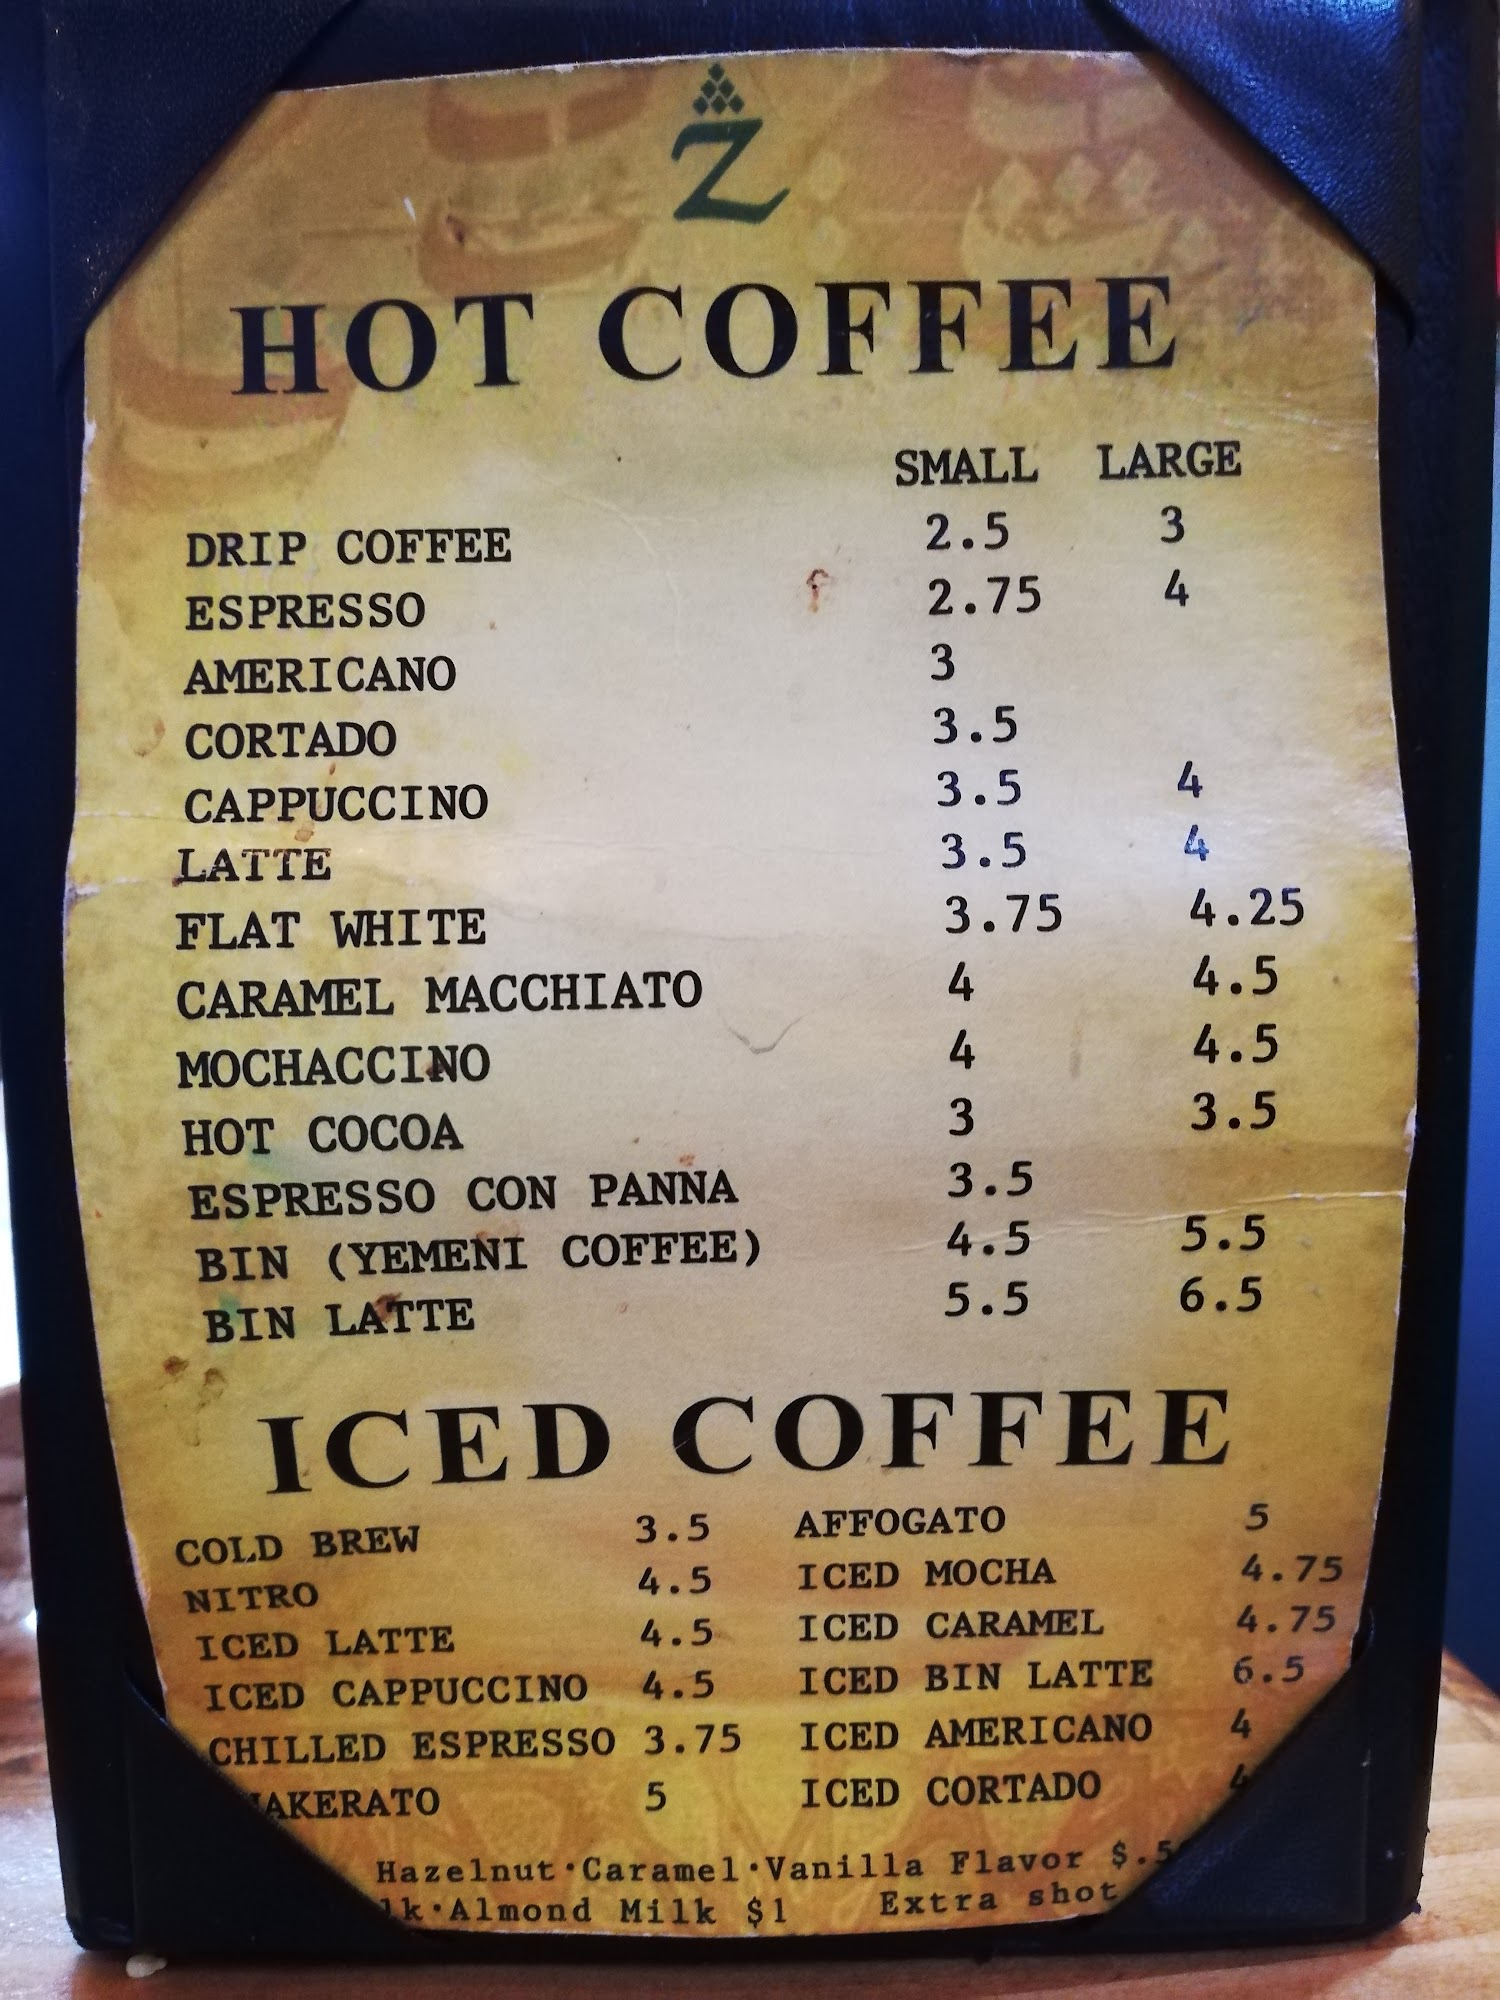 Z
HOT COFFEE
SMALL LARGE
DRIP COFFEE 2.5 3
ESPRESSO 2.75 4
AMERICANO 3
CORTADO 3.5
CAPPUCCINO 3.5 4
LATTE 3.5 4
FLAT WHITE 3.75 4.25
CARAMEL MACCHIATO 4 4.5
MOCHACCINO 4 4.5
HOT COCOA 3 3.5
ESPRESSO CON PANNA 3.5
BIN (YEMENI COFFEE) 4.5 5.5
BIN LATTE 5.5 6.5
ICED COFFEE
COLD BREW 3.5 AFFOGATO 5
NITRO 4.5 ICED MOCHA 4.75
ICED LATTE 4.5 ICED CARAMEL 4.75
ICED CAPPUCCINO 4.5 ICED BIN LATTE 6.5
CHILLED ESPRESSO 3.75 ICED AMERICANO 4
AKERATO 5 ICED CORTADO
Hazelnut·Caramel·Vanilla Flavor $.5
lk·Almond Milk $1 Extra shot